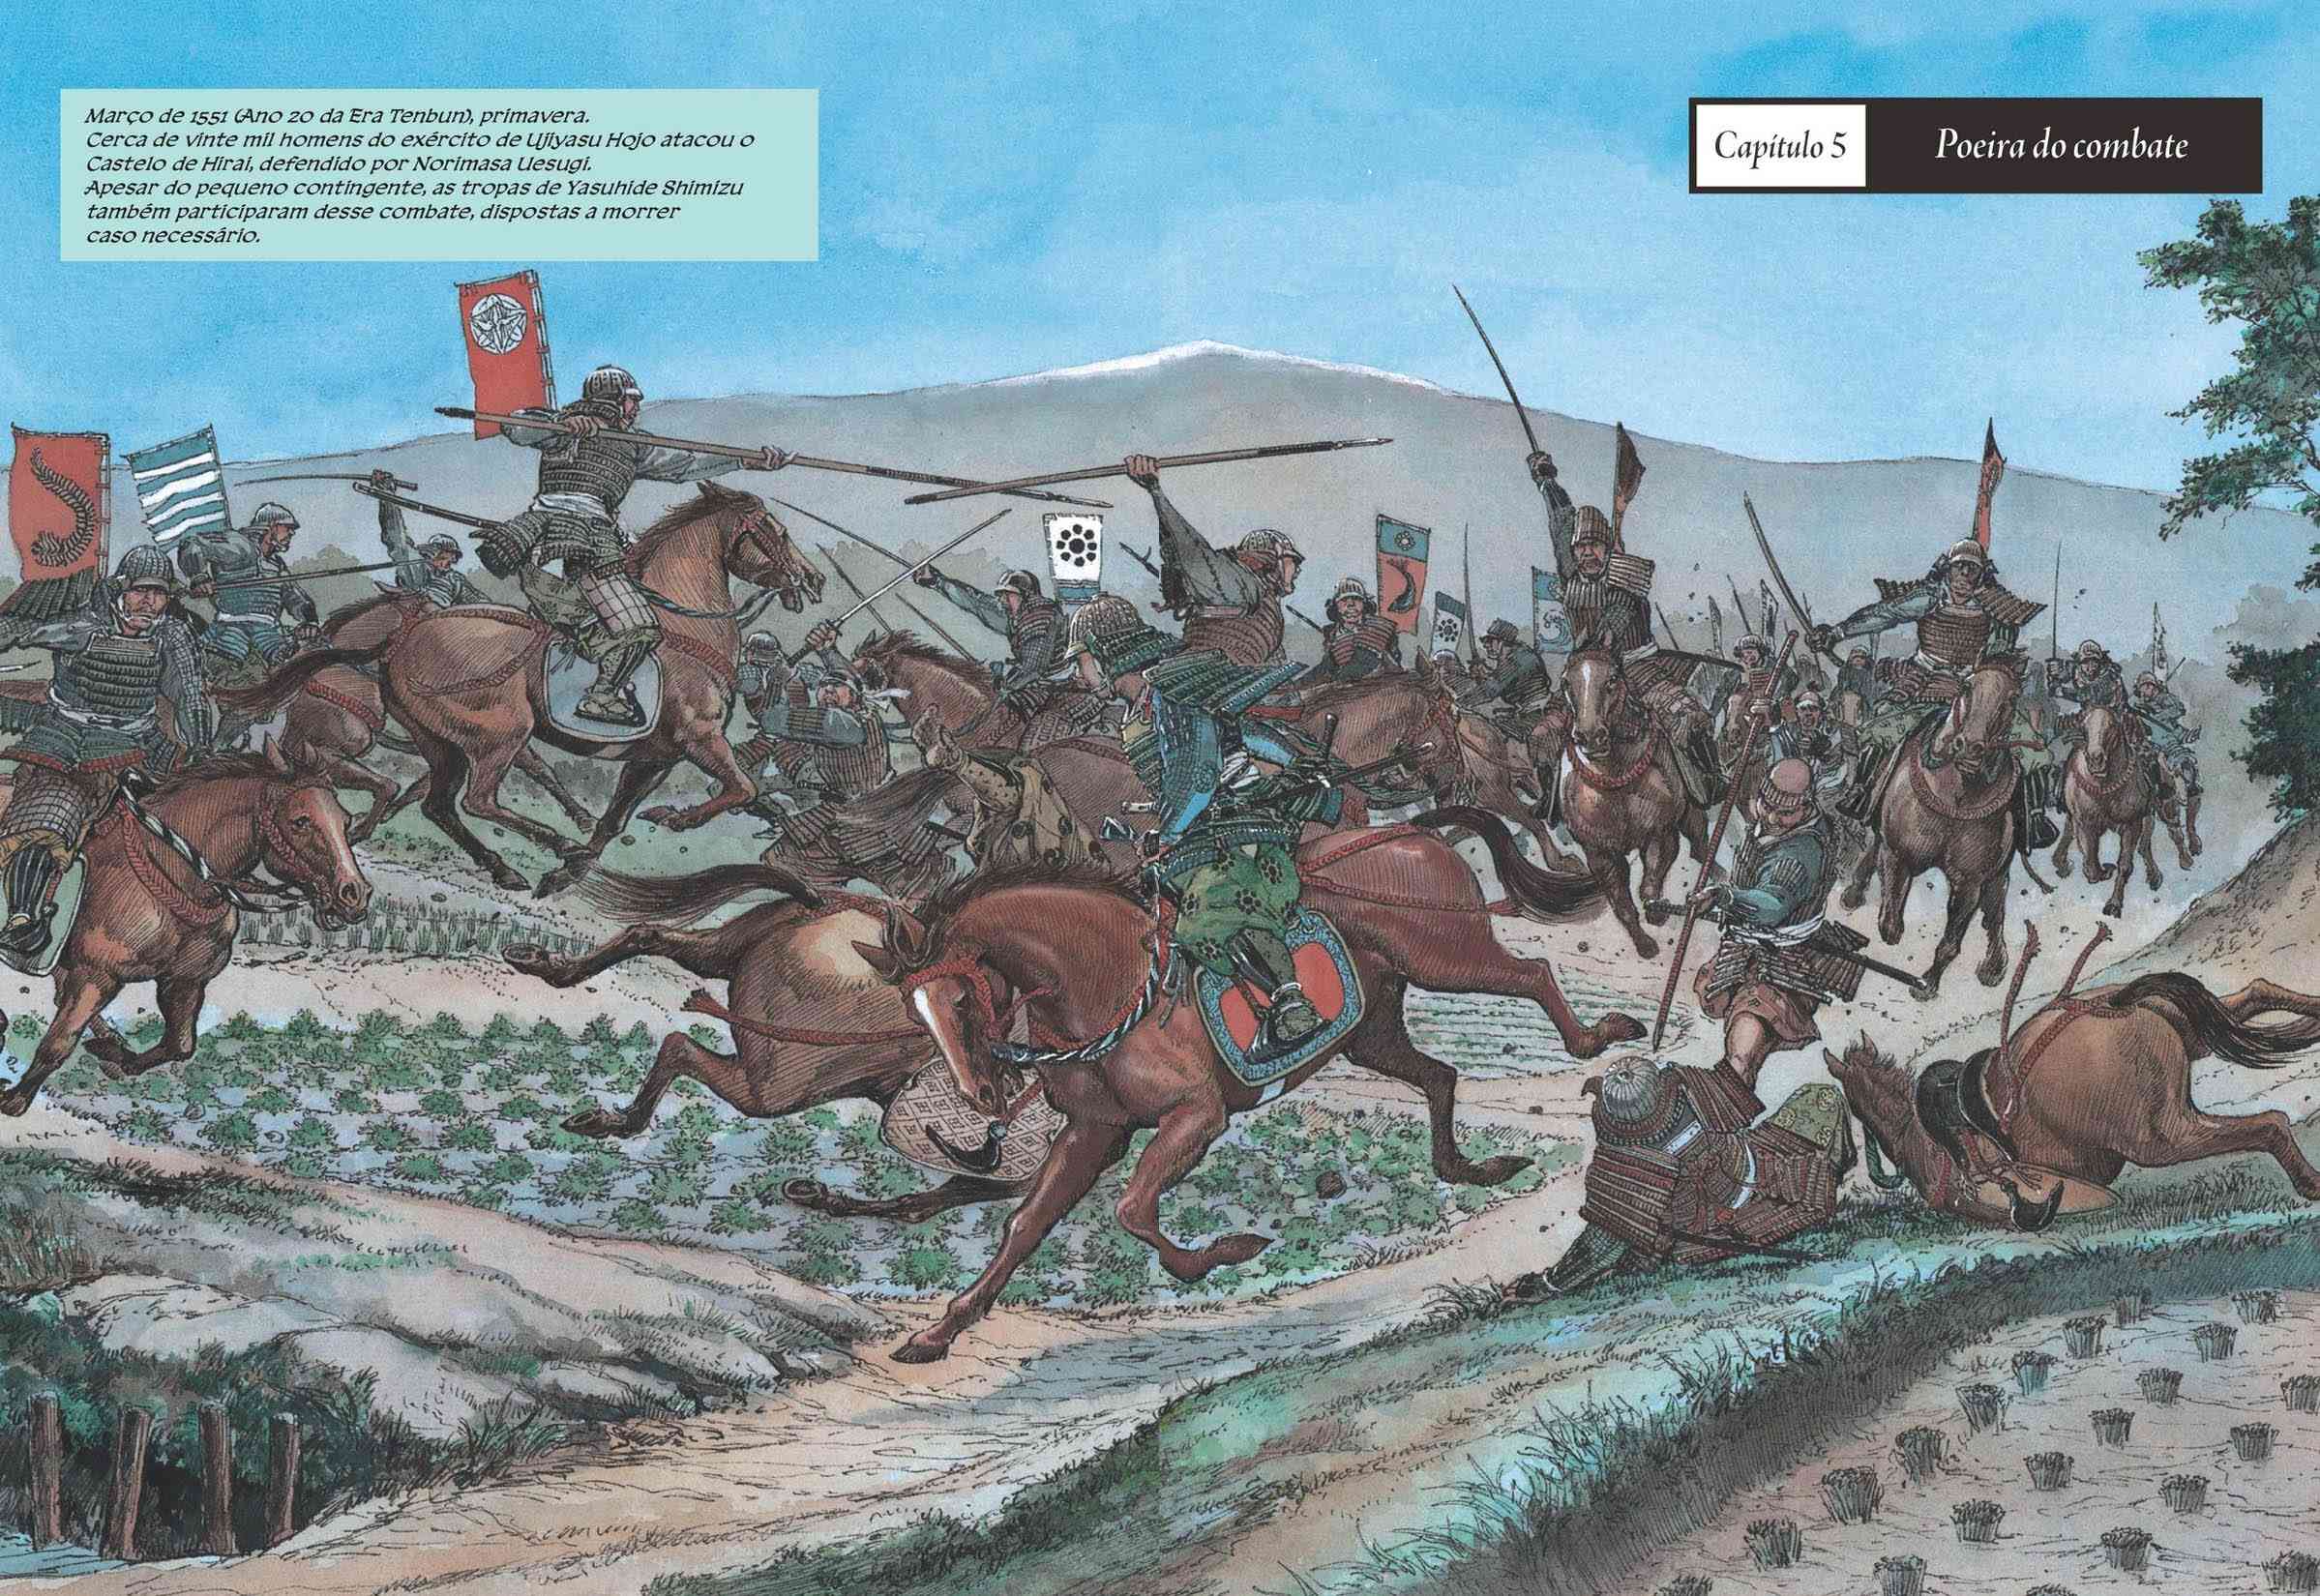 Março de 1551 (Ano 20 da Era Tenbun), primavera.
Cerca de vinte mil homens do exército de Ujiyasu Hojo atacou o
Castelo de Hirai, defendido por Norimasa Uesugi.
Apesar do pequeno contingente, as tropas de Yasuhide Shimizu
também participaram desse combate, dispostas a morrer
caso necessário.
Capítulo 5 Poeira do combate